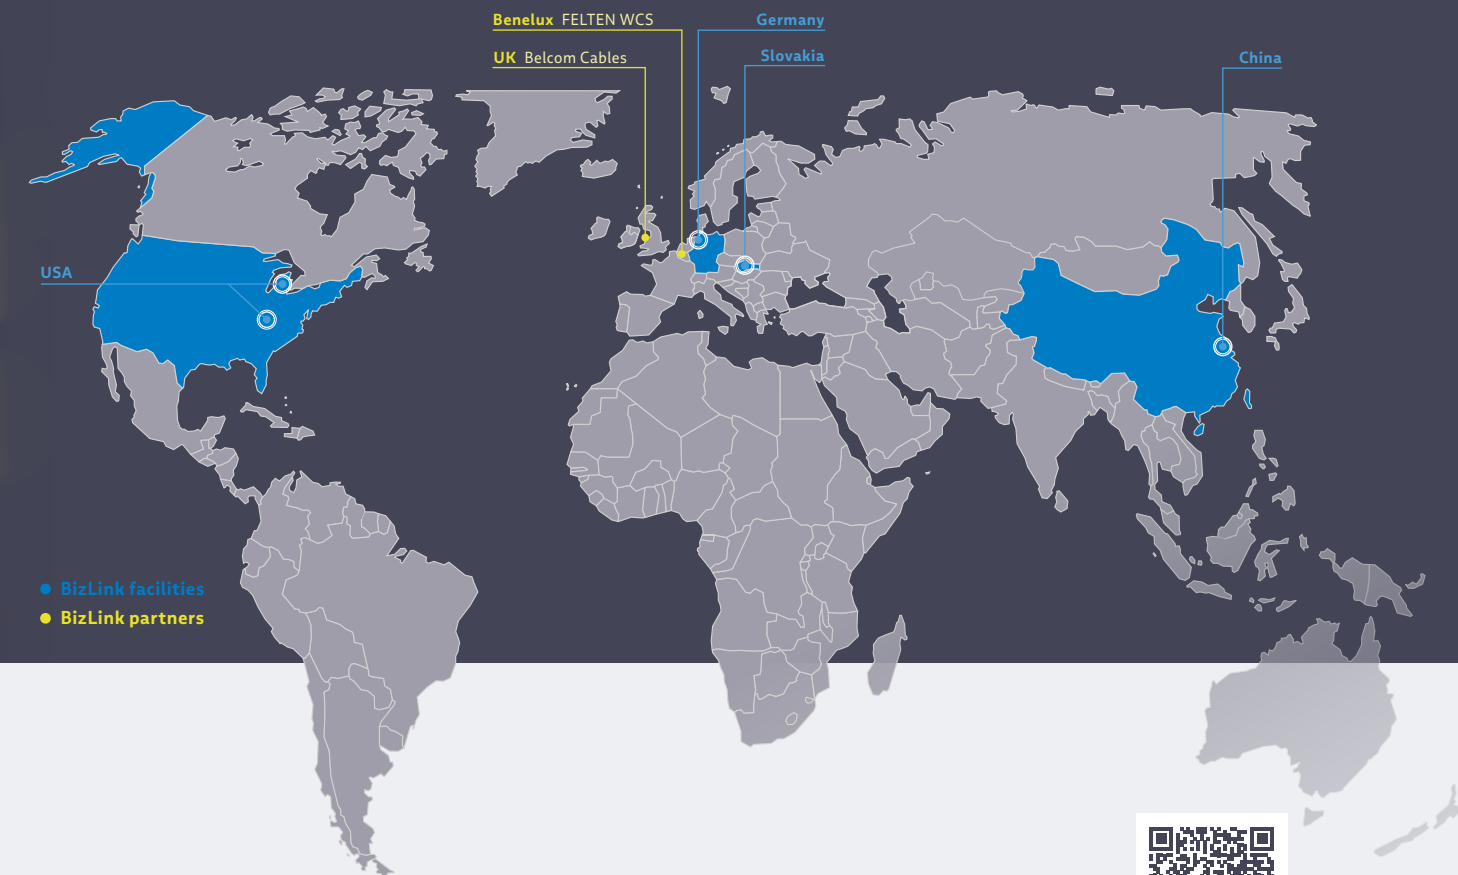 Benelux FELTEN WCS
Germany
UK Belcom Cables
Slovakia
China
USA
BizLink facilities
BizLink partners